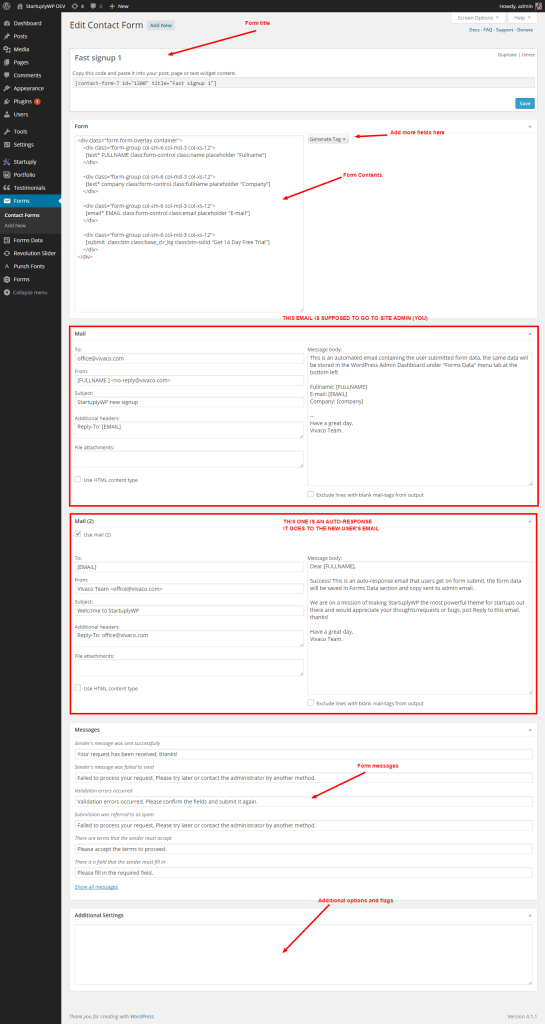 StartuplyWP DEV
4
0
New
Howdy, admin
Screen Options
Help
Edit Contact Form
Add New
Form title
Docs - FAQ - Support - Donate
Dashboard
Posts
Media
Pages
Comments
Appearance
Plugins 1
Users
Tools
Settings
Startuply
Portfolio
Testimonials
Forms
Contact Forms
Add New
Forms Data
Revolution Slider
Punch Fonts
Forms
Collapse menu
Fast signup 1
Duplicate | Delete
Copy this code and paste it into your post, page or text widget content.
[contact-form-7 id="1500" title="Fast signup 1"]
Save
Form
<div class="form form-overlay container">
<div class="form-group col-sm-6 col-md-3 col-xs-12">
[text* FULLNAME class:form-control class:name placeholder "Fullname"]
</div>
<div class="form-group col-sm-6 col-md-3 col-xs-12">
[text* company class:form-control class:fullname placeholder "Company"]
</div>
<div class="form-group col-sm-6 col-md-3 col-xs-12">
[email* EMAIL class:form-control class:email placeholder "E-mail"]
</div>
<div class="form-group col-sm-6 col-md-3 col-xs-12">
[submit class:btn class:base_clr_bg class:btn-solid "Get 14 Day Free Trial"]
</div>
</div>
Generate Tag
Add more fields here
Form Contents
THIS EMAIL IS SUPPOSED TO GO TO SITE ADMIN (YOU)
Mail
To:
office@vivaco.com
From:
[FULLNAME ] <no-reply@vivaco.com>
Subject:
StartuplyWP new signup
Additional headers:
Reply-To: [EMAIL]
File attachments:
Use HTML content type
Message body:
This is an automated email containing the user submitted form data, the same data will
be stored in the WordPress Admin Dashboard under "Forms Data" menu tab at the
bottom left
Fullname: [FULLNAME]
E-mail: [EMAIL]
Company: [company]
--
Have a great day,
Vivaco Team.
Exclude lines with blank mail-tags from output
Mail (2)
THIS ONE IS AN AUTO-RESPONSE
IT GOES TO THE NEW USER'S EMAIL
Use mail (2)
To:
[EMAIL]
From:
Vivaco Team <office@vivaco.com>
Subject:
Welcome to StartuplyWP
Additional headers:
Reply-To: office@vivaco.com
File attachments:
Use HTML content type
Message body:
Dear [FULLNAME],
Success! This is an auto-response email that users get on form submit, the form data
will be saved in Forms Data section and copy sent to admin email.
We are on a mission of making StartuplyWP the most powerful theme for startups out
there and would appreciate your thoughts/requests or bugs. Just Reply to this email,
thanks!
Have a great day,
Vivaco Team.
Exclude lines with blank mail-tags from output
Messages
Sender's message was sent successfully
Your request has been received, thanks!
Sender's message was failed to send
Failed to process your request. Please try later or contact the administrator by another method.
Form messages
Validation errors occurred
Validation errors occurred. Please confirm the fields and submit it again.
Submission was referred to as spam
Failed to process your request. Please try later or contact the administrator by another method.
There are terms that the sender must accept
Please accept the terms to proceed.
There is a field that the sender must fill in
Please fill in the required field.
Show all messages
Additional options and flags
Additional Settings
Thank you for creating with WordPress
Version 4.1.1